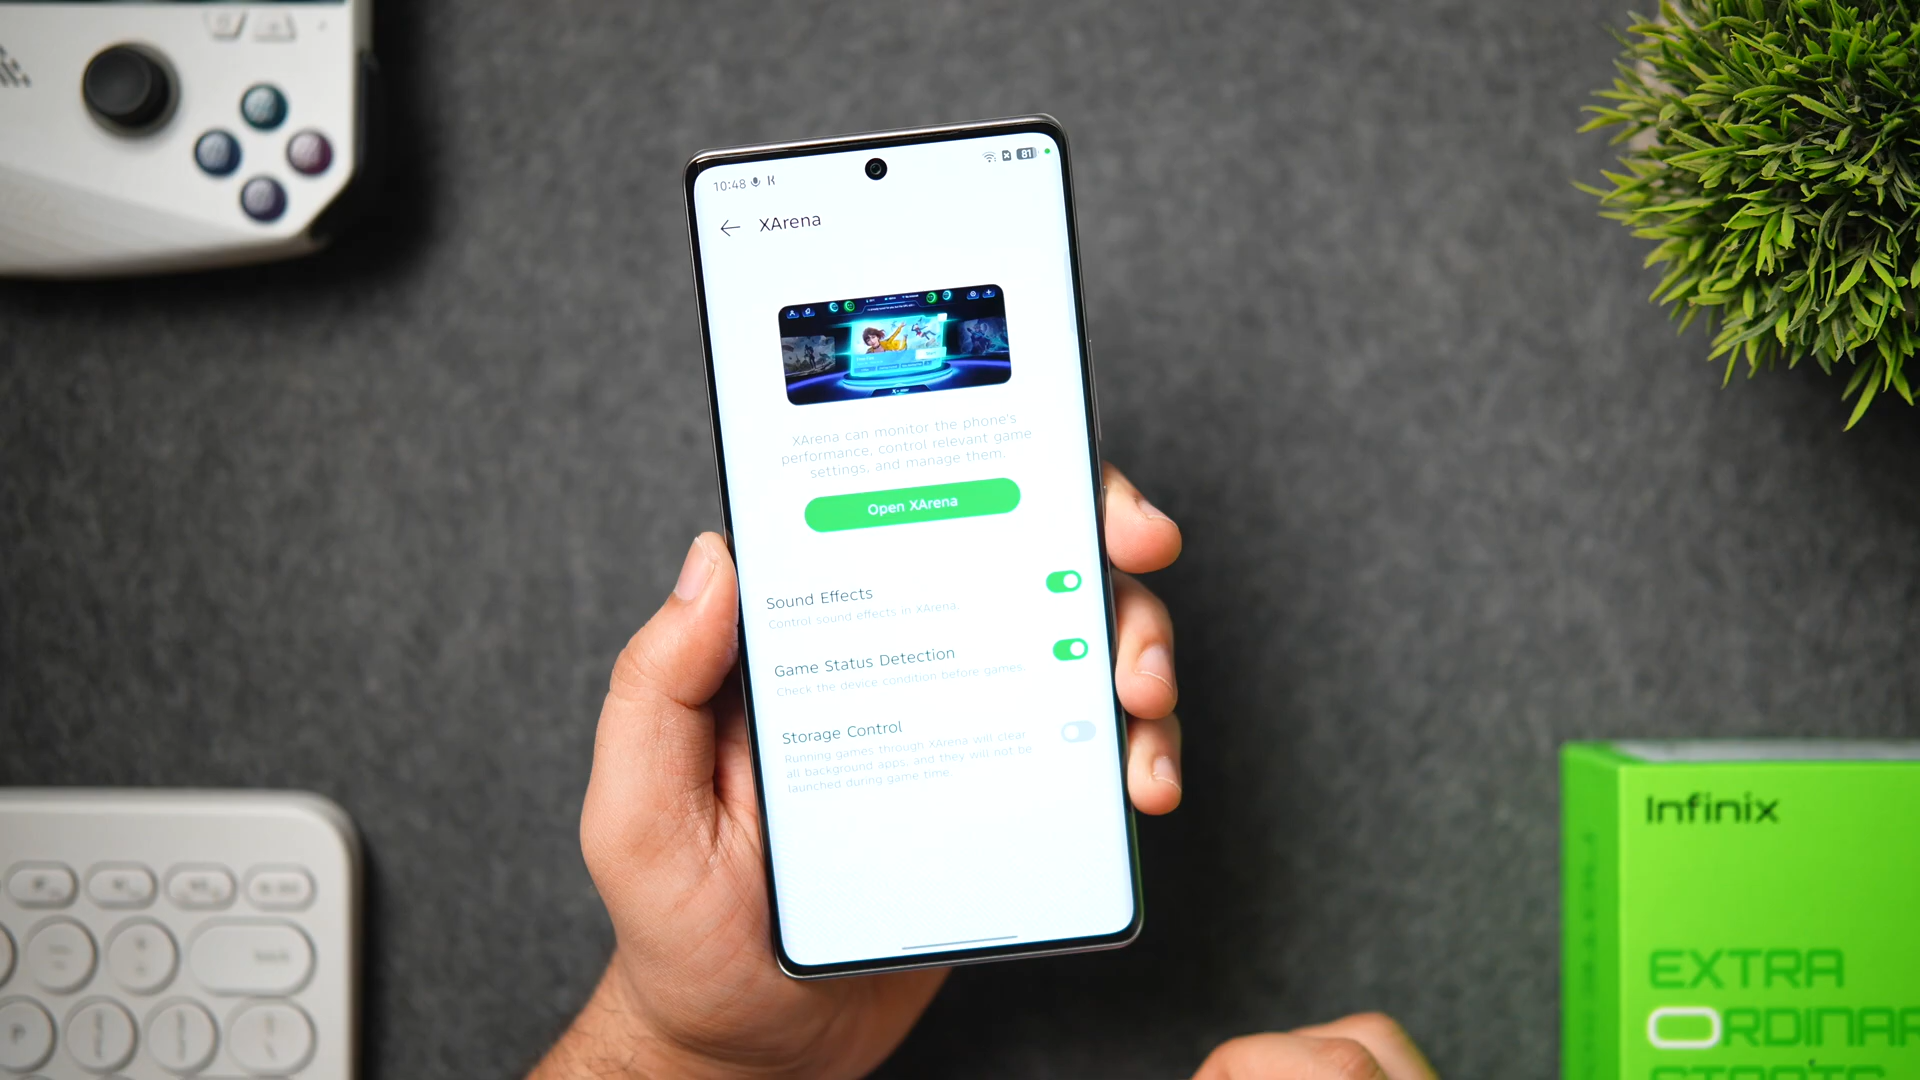 10:48
81
XArena
XArena can monitor the phone's
performance, control relevant game
settings, and manage them.
Open XArena
Sound Effects
Control sound effects in XArena.
Game Status Detection
Check the device condition before games.
Storage Control
Running games through XArena will clear
all background apps, and they will not be
launched during game time.
Infinix
EXTRA
ORDINAR
STARTS